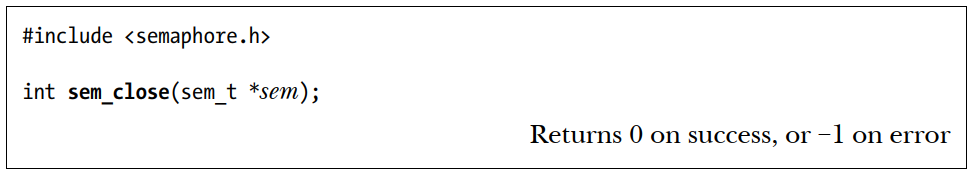 #include <semaphore.h>
int sem_close(sem_t *sem);
Returns 0 on success, or –1 on error